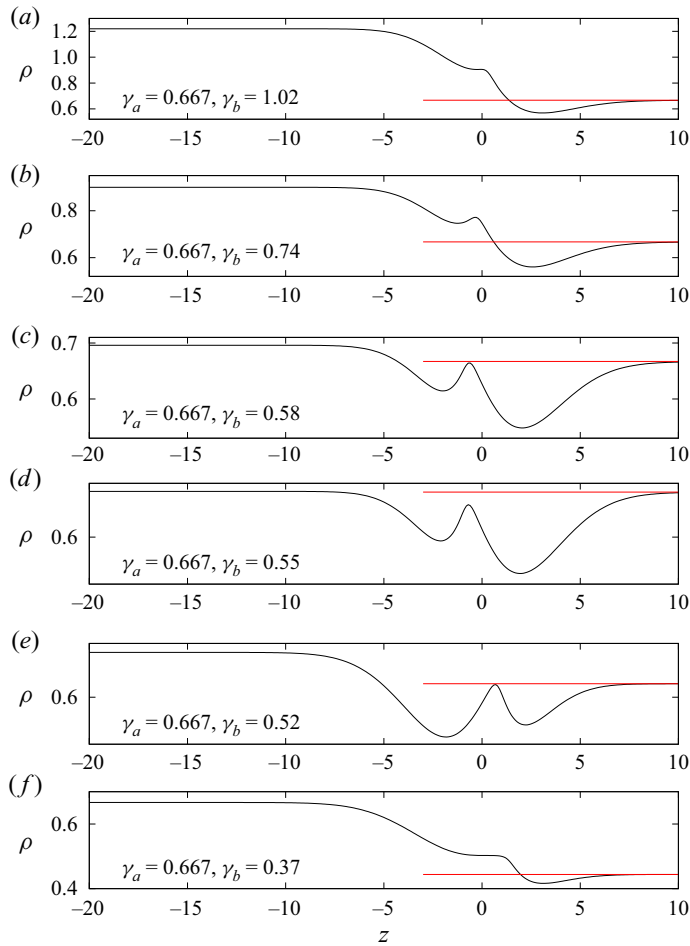 (a)
1.2
1.0
ρ
0.8
γa = 0.667, γb = 1.02
0.6
–20 –15 –10 –5 0 5 10
(b)
0.8
ρ
γa = 0.667, γb = 0.74
0.6
–20 –15 –10 –5 0 5 10
(c)
0.7
ρ
0.6
γa = 0.667, γb = 0.58
–20 –15 –10 –5 0 5 10
(d)
ρ 0.6
γa = 0.667, γb = 0.55
–20 –15 –10 –5 0 5 10
(e)
ρ 0.6
γa = 0.667, γb = 0.52
–20 –15 –10 –5 0 5 10
(f)
0.6
ρ
γa = 0.667, γb = 0.37
0.4
–20 –15 –10 –5 0 5 10
z